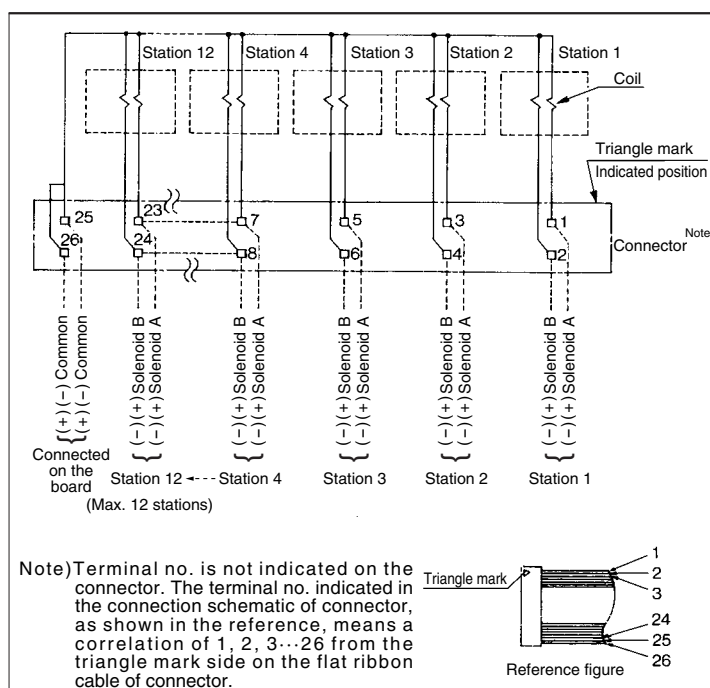 Station 12 Station 4 Station 3 Station 2 Station 1
Coil
Triangle mark
Indicated position
25 23 7 5 3 1
Connector Note)
26 24 8 6 4 2
(+)(−) Common
(+)(−) Common
(−)(+) Solenoid B
(−)(+) Solenoid A
(−)(+) Solenoid B
(−)(+) Solenoid A
(−)(+) Solenoid B
(−)(+) Solenoid A
(−)(+) Solenoid B
(−)(+) Solenoid A
(−)(+) Solenoid B
(−)(+) Solenoid A
Connected
on the
board
Station 12 Station 4 Station 3 Station 2 Station 1
(Max. 12 stations)
Note) Terminal no. is not indicated on the
connector. The terminal no. indicated in
the connection schematic of connector,
as shown in the reference, means a
correlation of 1, 2, 3···26 from the
triangle mark side on the flat ribbon
cable of connector.
Triangle mark
1
2
3
24
25
26
Reference figure